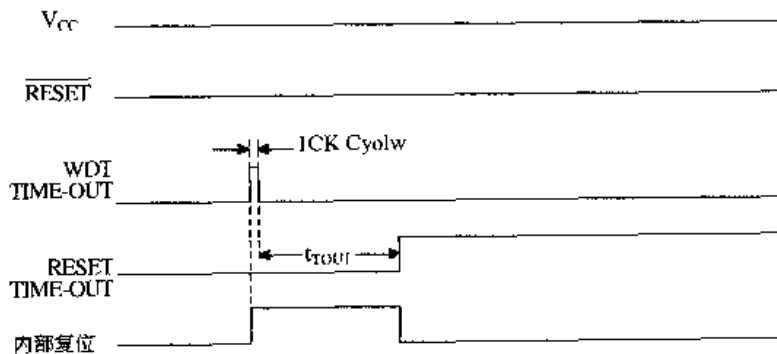 VCC
RESET
1CK Cyolw
WDT
TIME-OUT
tTOUT
RESET
TIME-OUT
内部复位